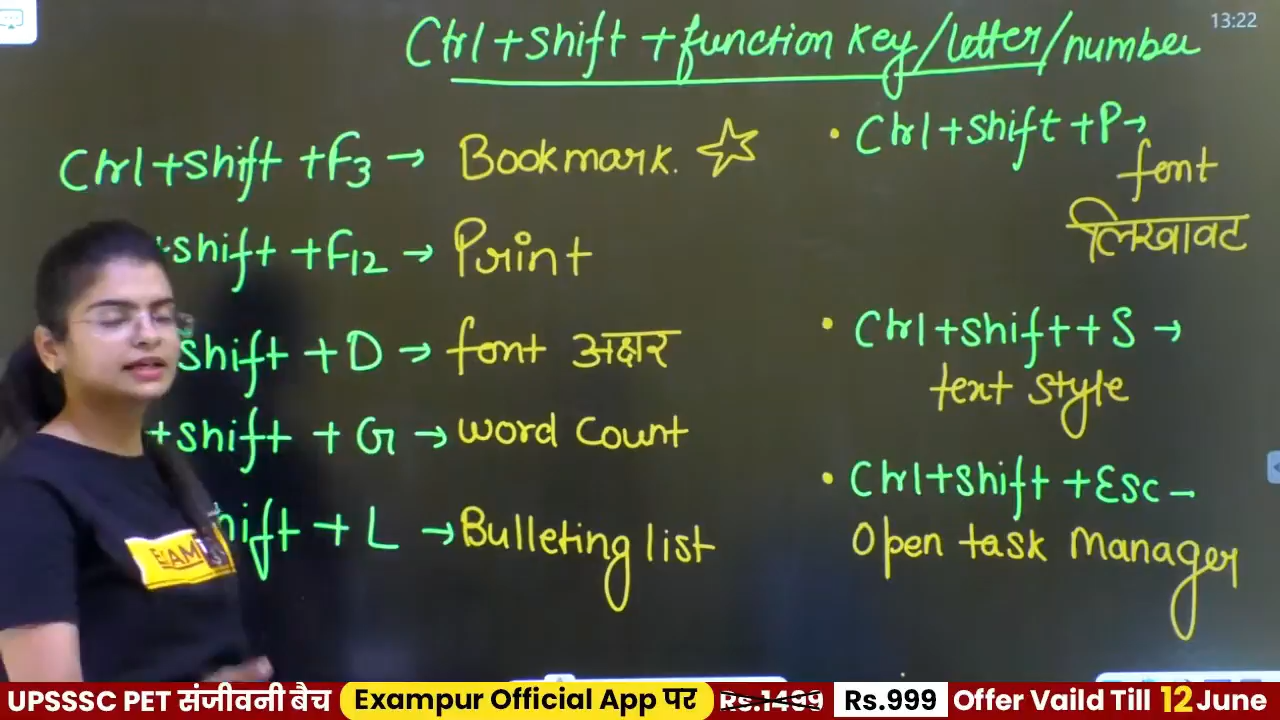 13:22
Ctrl+shift +function key/letter/number
Ctrl+shift +F3 → Bookmark.
+shift +F12 → Print
shift + D → font अक्षर
+shift + G → word Count
hift + L → Bulleting list
• Ctrl+shift +P→
font
लिखावट
• Ctrl+shift++ S →
text style
• Ctrl+shift +Esc –
Open task Manager
EXAM
UPSSSC PET संजीवनी बैच Exampur Official App पर Rs.1499 Rs.999 Offer Vaild Till 12 June